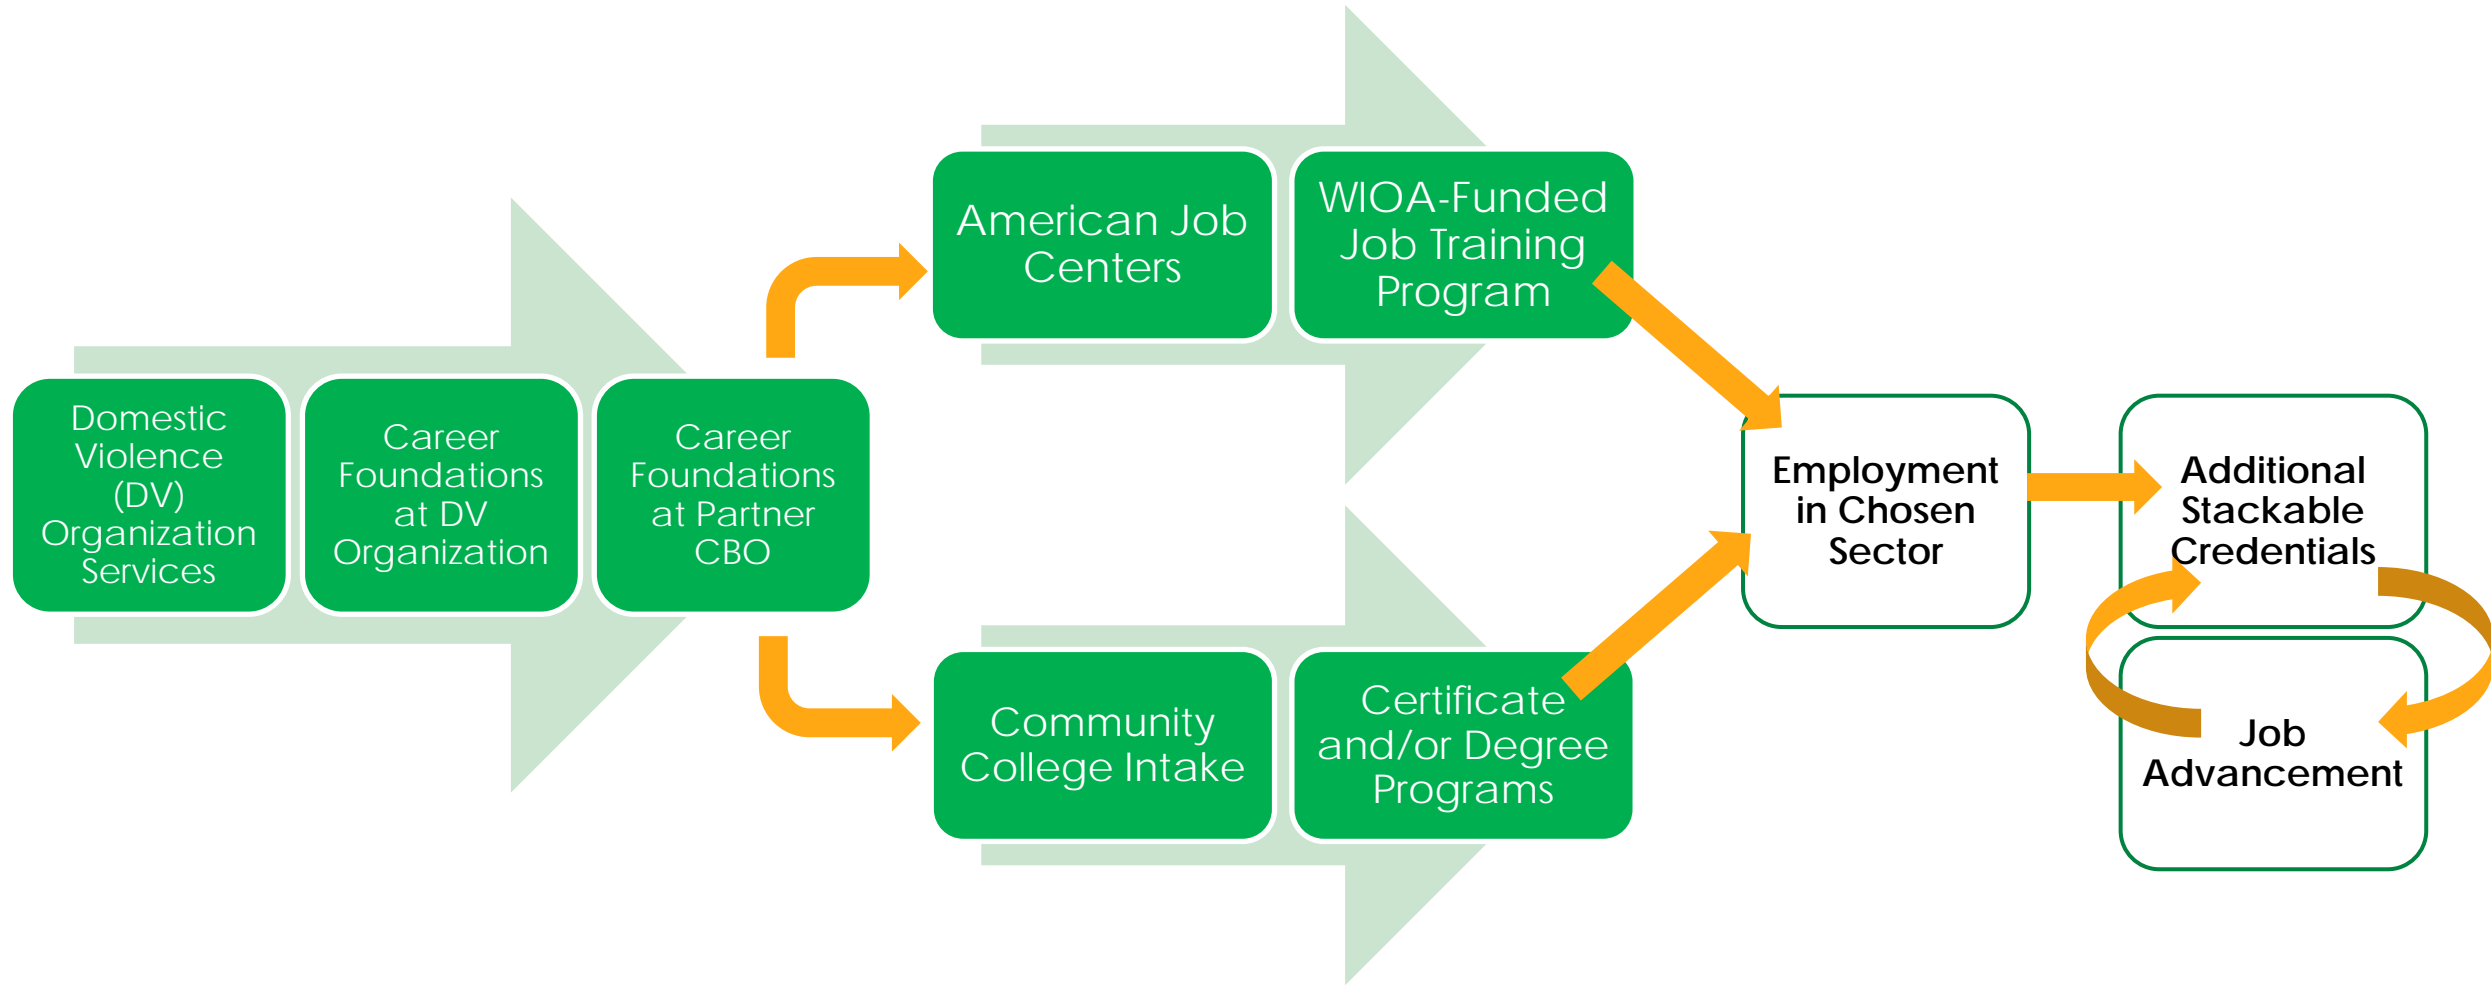 Domestic
Violence
(DV)
Organization
Services
Career
Foundations
at DV
Organization
Career
Foundations
at Partner
CBO
American Job
Centers
WIOA-Funded
Job Training
Program
Community
College Intake
Certificate
and/or Degree
Programs
Employment
in Chosen
Sector
Additional
Stackable
Credentials
Job
Advancement